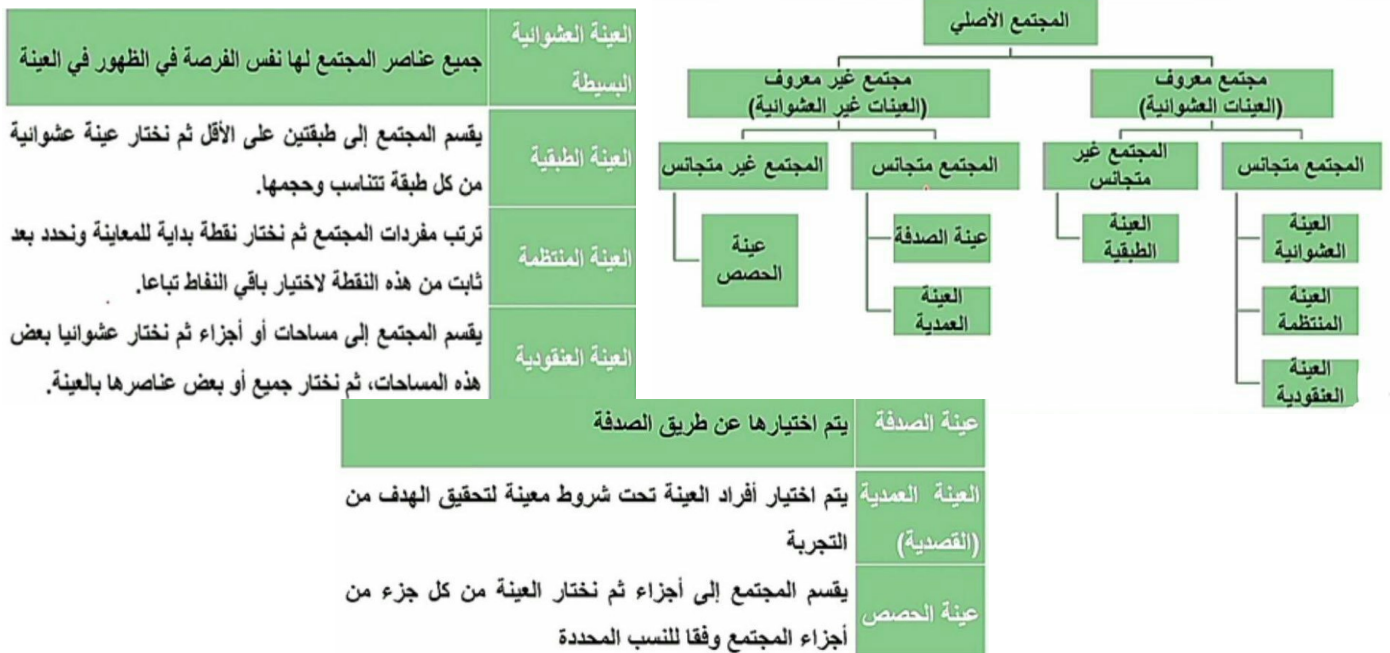 المجتمع الأصلي
مجتمع معروف
(العينات العشوائية)
مجتمع غير معروف
(العينات غير العشوائية)
المجتمع متجانس
المجتمع غير
متجانس
المجتمع متجانس
المجتمع غير متجانس
العينة
العشوائية
العينة
المنتظمة
العينة
العنقودية
العينة
الطبقية
عينة الصدفة
العينة
العمدية
عينة
الحصص
العينة العشوائية
البسيطة
جميع عناصر المجتمع لها نفس الفرصة في الظهور في العينة
العينة الطبقية
يقسم المجتمع إلى طبقتين على الأقل ثم نختار عينة عشوائية
من كل طبقة تتناسب وحجمها.
العينة المنتظمة
ترتب مفردات المجتمع ثم نختار نقطة بداية للمعاينة ونحدد بعد
ثابت من هذه النقطة لاختيار باقي النقاط تباعا.
العينة العنقودية
يقسم المجتمع إلى مساحات أو أجزاء ثم نختار عشوائيا بعض
هذه المساحات، ثم نختار جميع أو بعض عناصرها بالعينة.
عينة الصدفة
يتم اختيارها عن طريق الصدفة
العينة العمدية
(القصدية)
يتم اختيار أفراد العينة تحت شروط معينة لتحقيق الهدف من
التجربة
عينة الحصص
يقسم المجتمع إلى أجزاء ثم نختار العينة من كل جزء من
أجزاء المجتمع وفقا للنسب المحددة